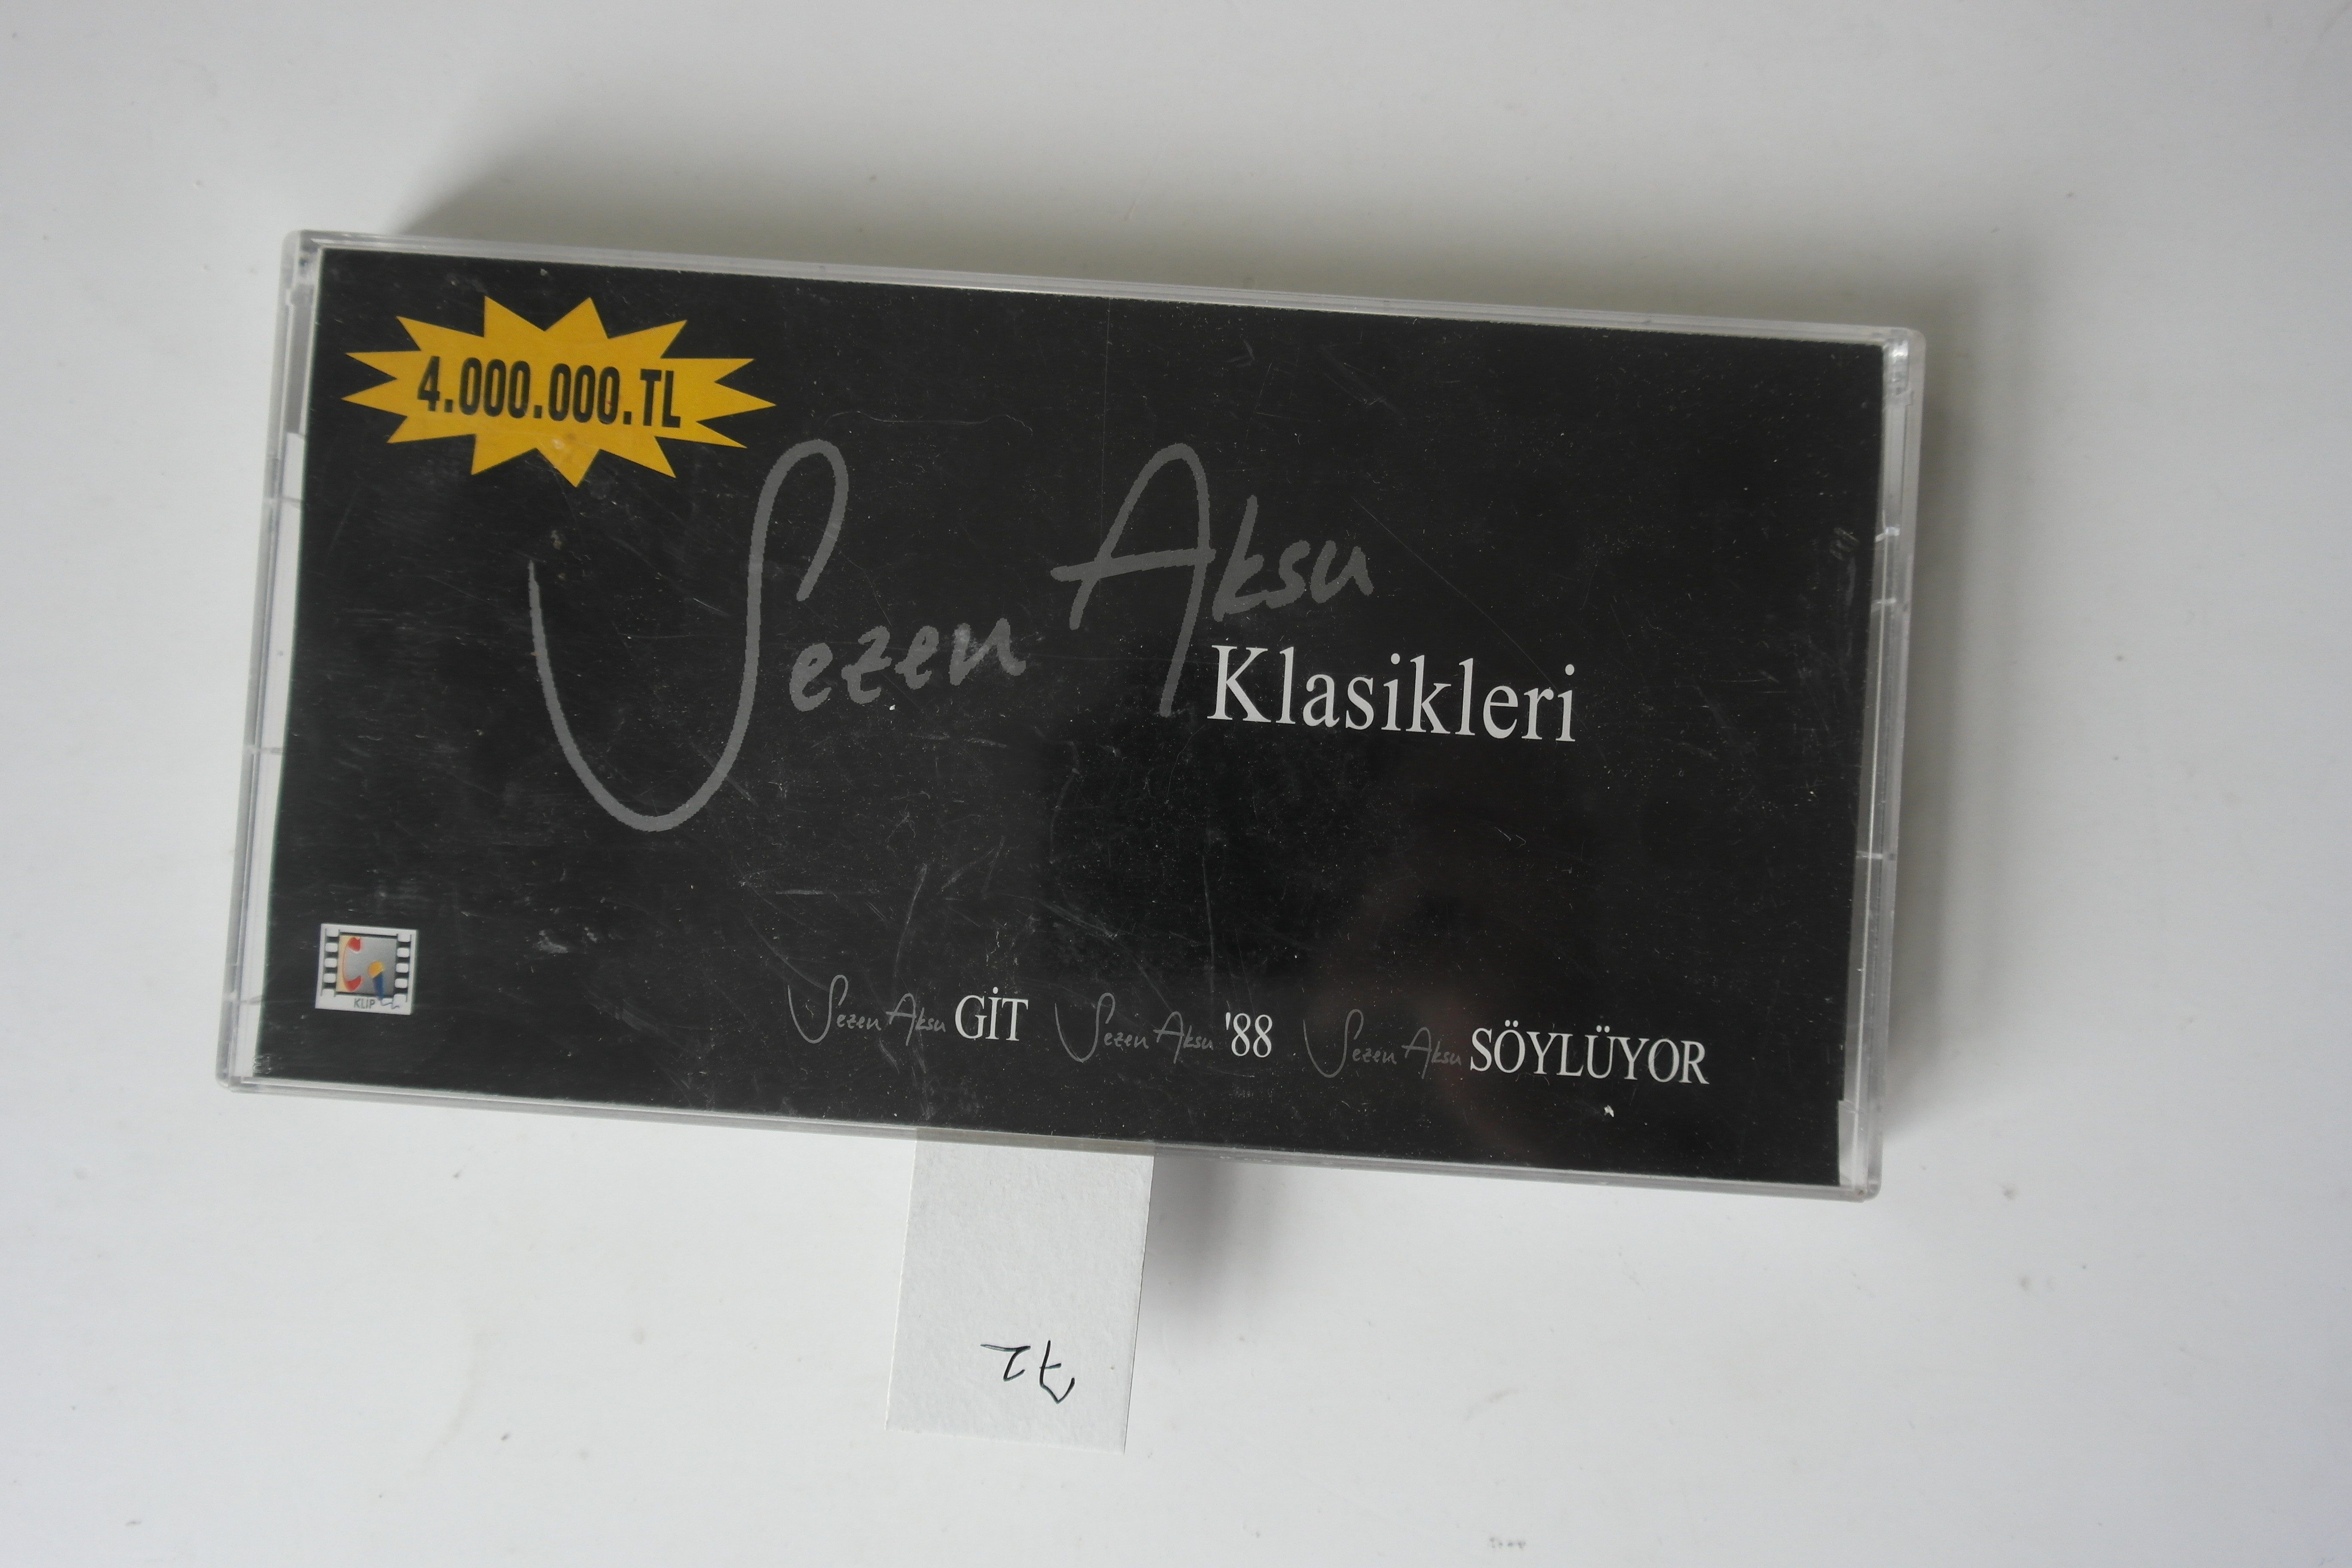 4.000.000.TL
Sezen Aksu
Klasikleri
KLIP
Sezen Aksu GİT Sezen Aksu '88 Sezen Aksu SÖYLÜYOR
72